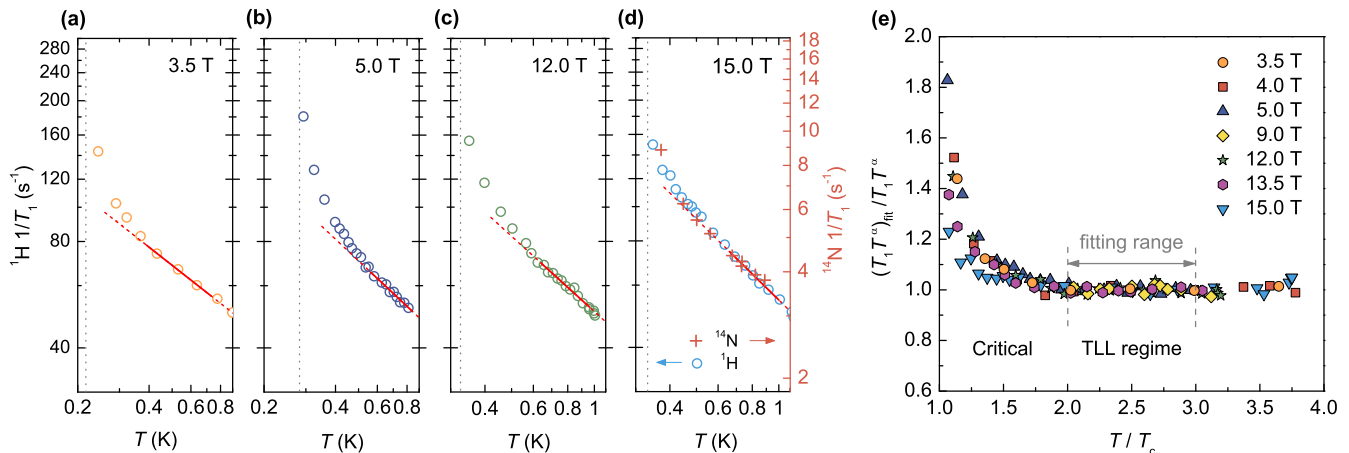 (a)
(b)
(c)
(d)
(e)
3.5 T
5.0 T
12.0 T
15.0 T
¹H 1/T₁ (s⁻¹)
280
240
200
160
120
80
40
0.2 0.4 0.6 0.8
T (K)
0.2 0.4 0.6 0.8
T (K)
0.4 0.6 0.8 1
T (K)
0.4 0.6 0.8 1
T (K)
¹⁴N
¹H
18
16
14
12
10
8
6
4
2
¹⁴N 1/T₁ (s⁻¹)
(T₁Tᵅ)fit / T₁Tᵅ
2.0
1.8
1.6
1.4
1.2
1.0
0.8
0.6
3.5 T
4.0 T
5.0 T
9.0 T
12.0 T
13.5 T
15.0 T
fitting range
Critical
TLL regime
1.0 1.5 2.0 2.5 3.0 3.5 4.0
T / Tc